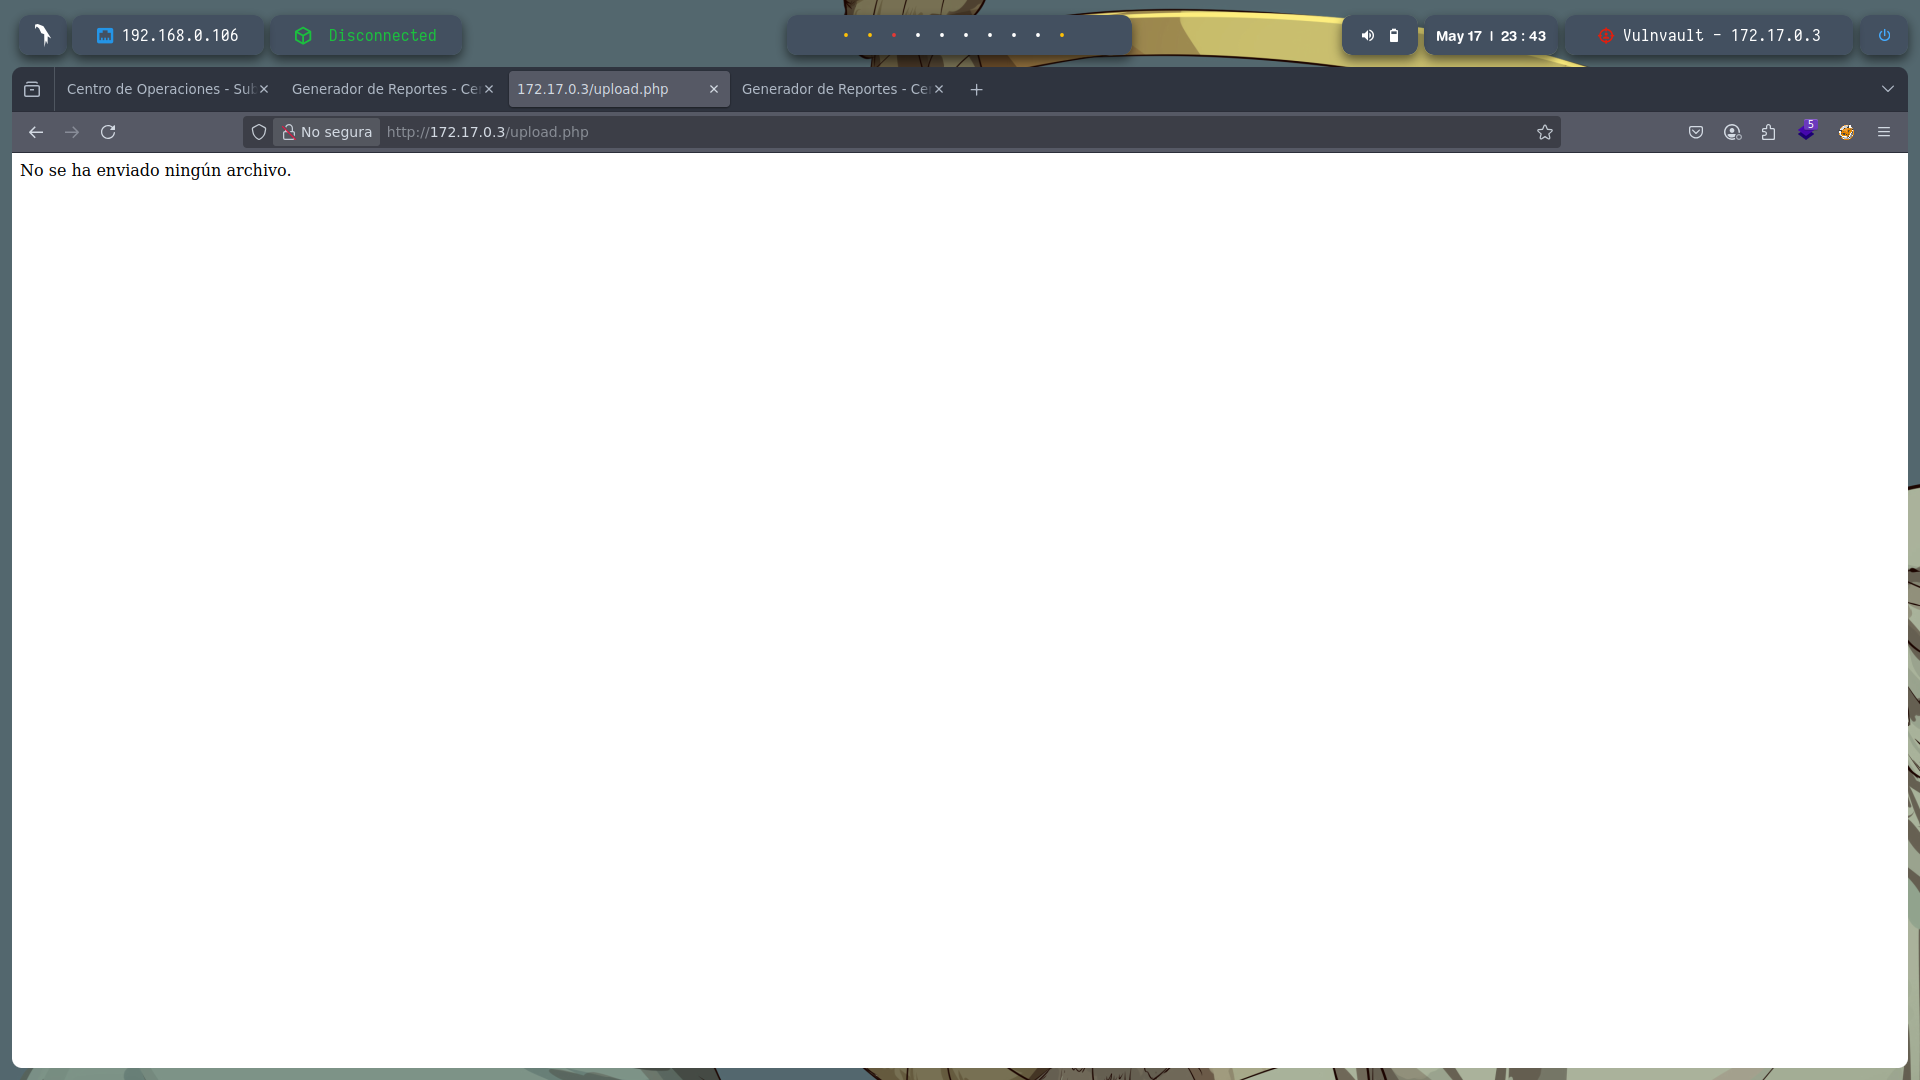 192.168.0.106
Disconnected
May 17 | 23 : 43
Vulnvault - 172.17.0.3
Centro de Operaciones - Sub
Generador de Reportes - Ce
172.17.0.3/upload.php
Generador de Reportes - Ce
No segura
http://172.17.0.3/upload.php
5
No se ha enviado ningún archivo.